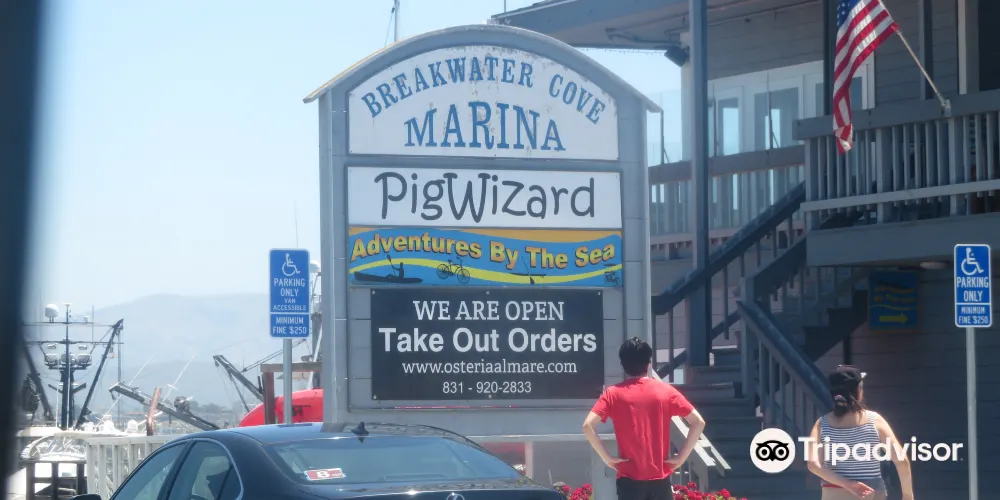 BREAKWATER COVE
MARINA
PigWizard
Adventures By The Sea
WE ARE OPEN
Take Out Orders
www.osteriaalmare.com
831 - 920-2833
PARKING
ONLY
VAN
ACCESSIBLE
MINIMUM
FINE $250
PARKING
ONLY
MINIMUM
FINE $250
Tripadvisor